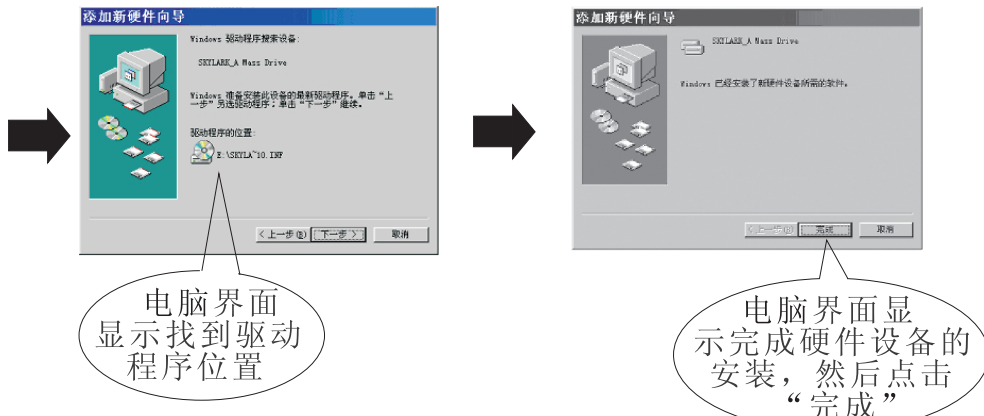 添加新硬件向导
Windows 驱动程序搜索设备:
SKYLARK_A Mass Drive
Windows 准备安装此设备的最新驱动程序。单击“上
一步”另选驱动程序；单击“下一步”继续。
驱动程序的位置:
E:\SKYLA~10.INF
<上一步(B)
下一步 >
取消
电脑界面
显示找到驱动
程序位置
添加新硬件向导
SKYLARK_A Mass Drive
Windows 已经安装了新硬件设备所需的软件。
<上一步(B)
完成
取消
电脑界面显
示完成硬件设备的
安装，然后点击
“完成”